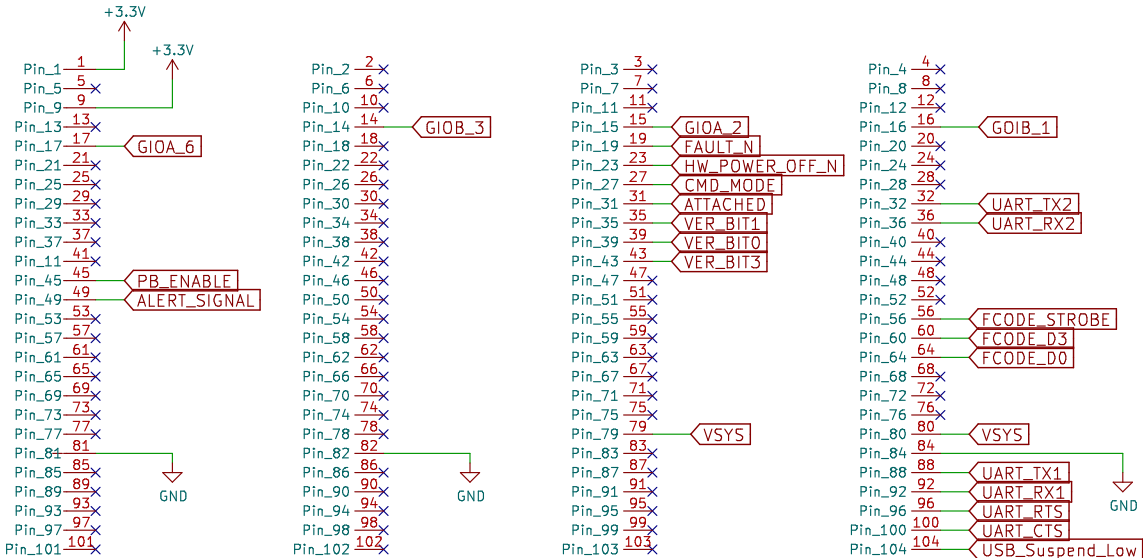 +3.3V
+3.3V
Pin_1 1
Pin_5 5
Pin_9 9
Pin_13 13
Pin_17 17 GIOA_6
Pin_21 21
Pin_25 25
Pin_29 29
Pin_33 33
Pin_37 37
Pin_11 41
Pin_45 45 PB_ENABLE
Pin_49 49 ALERT_SIGNAL
Pin_53 53
Pin_57 57
Pin_61 61
Pin_65 65
Pin_69 69
Pin_73 73
Pin_77 77
Pin_81 81
Pin_85 85
Pin_89 89
Pin_93 93
Pin_97 97
Pin_101 101
GND
Pin_2 2
Pin_6 6
Pin_10 10
Pin_14 14 GIOB_3
Pin_18 18
Pin_22 22
Pin_26 26
Pin_30 30
Pin_34 34
Pin_38 38
Pin_42 42
Pin_46 46
Pin_50 50
Pin_54 54
Pin_58 58
Pin_62 62
Pin_66 66
Pin_70 70
Pin_74 74
Pin_78 78
Pin_82 82
Pin_86 86
Pin_90 90
Pin_94 94
Pin_98 98
Pin_102 102
GND
Pin_3 3
Pin_7 7
Pin_11 11
Pin_15 15 GIOA_2
Pin_19 19 FAULT_N
Pin_23 23 HW_POWER_OFF_N
Pin_27 27 CMD_MODE
Pin_31 31 ATTACHED
Pin_35 35 VER_BIT1
Pin_39 39 VER_BIT0
Pin_43 43 VER_BIT3
Pin_47 47
Pin_51 51
Pin_55 55
Pin_59 59
Pin_63 63
Pin_67 67
Pin_71 71
Pin_75 75
Pin_79 79 VSYS
Pin_83 83
Pin_87 87
Pin_91 91
Pin_95 95
Pin_99 99
Pin_103 103
Pin_4 4
Pin_8 8
Pin_12 12
Pin_16 16 GOIB_1
Pin_20 20
Pin_24 24
Pin_28 28
Pin_32 32 UART_TX2
Pin_36 36 UART_RX2
Pin_40 40
Pin_44 44
Pin_48 48
Pin_52 52
Pin_56 56 FCODE_STROBE
Pin_60 60 FCODE_D3
Pin_64 64 FCODE_D0
Pin_68 68
Pin_72 72
Pin_76 76
Pin_80 80 VSYS
Pin_84 84
Pin_88 88 UART_TX1
Pin_92 92 UART_RX1
Pin_96 96 UART_RTS
Pin_100 100 UART_CTS
Pin_104 104 USB_Suspend_Low
GND